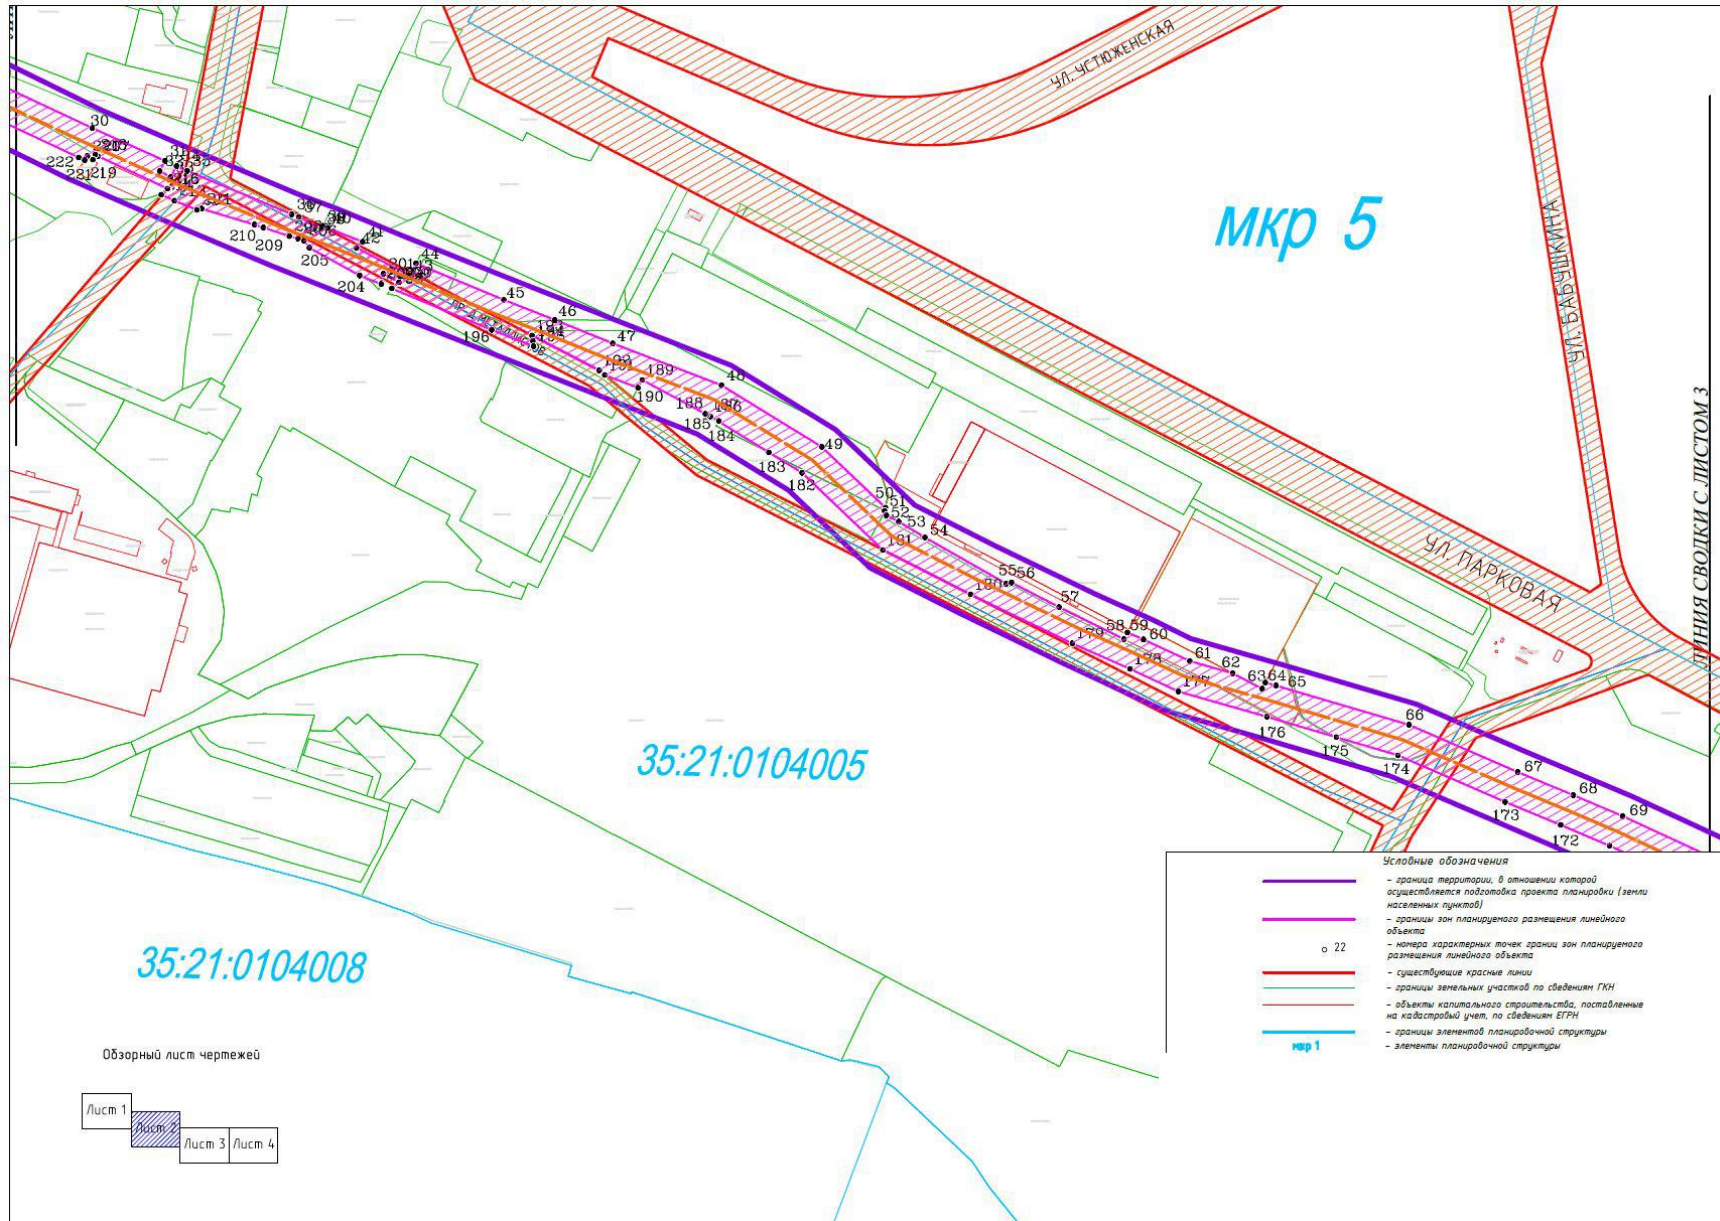 УЛ. УСТЮЖЕНСКАЯ
30
222
221
219
210
209
205
204
36
37
41
42
44
201
45
46
196
47
189
190
48
188
185
184
49
183
182
50
51
52
53
54
181
180
55
56
57
58
59
60
179
178
177
61
62
63
64
65
176
175
174
66
67
68
69
173
172
мкр 5
УЛ. БАБУШКИНА
УЛ. ПАРКОВАЯ
ЛИНИЯ СВОДКИ С ЛИСТОМ 3
35:21:0104005
35:21:0104008
Условные обозначения
- граница территории, в отношении которой
осуществляется подготовка проекта планировки (земли
населенных пунктов)
- границы зон планируемого размещения линейного
объекта
22
- номера характерных точек границ зон планируемого
размещения линейного объекта
- существующие красные линии
- границы земельных участков по сведениям ГКН
- объекты капитального строительства, поставленные
на кадастровый учет, по сведениям ЕГРН
- границы элементов планировочной структуры
мкр 1
- элементы планировочной структуры
Обзорный лист чертежей
Лист 1
Лист 2
Лист 3
Лист 4